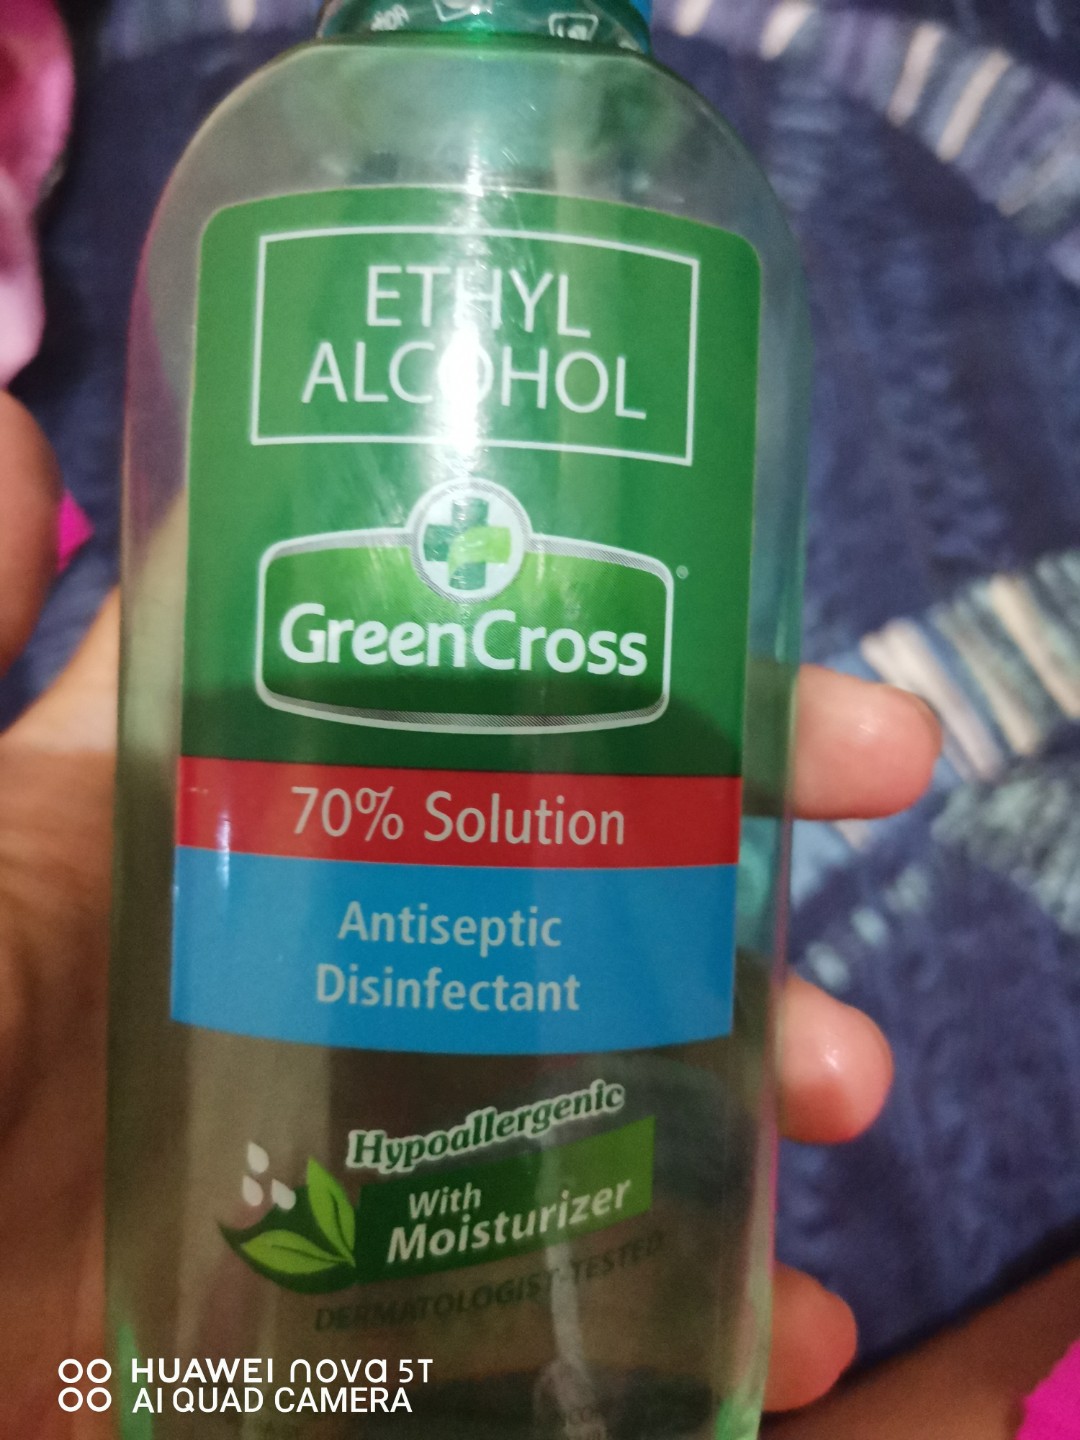 ETHYL
ALCOHOL
GreenCross
70% Solution
Antiseptic
Disinfectant
Hypoallergenic
With
Moisturizer
DERMATOLOGIST-TESTED
HUAWEI nova 5T
AI QUAD CAMERA